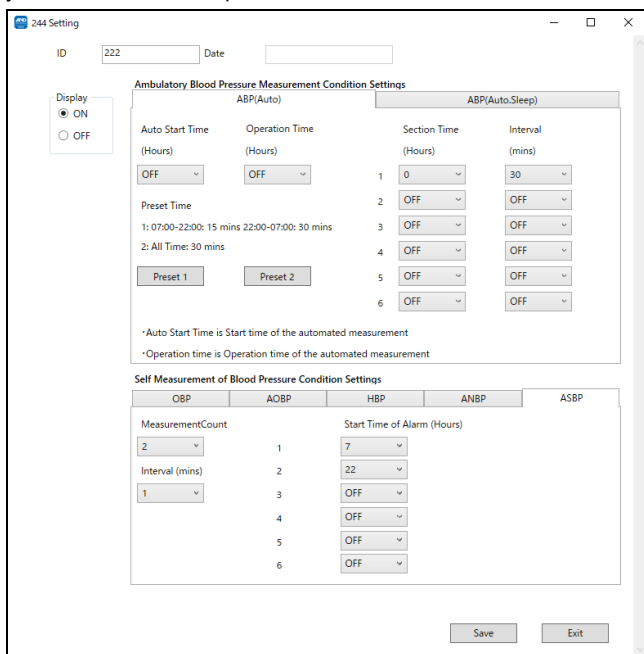 244 Setting
ID 222 Date
Ambulatory Blood Pressure Measurement Condition Settings
Display
ON
OFF
ABP(Auto) ABP(Auto.Sleep)
Auto Start Time Operation Time Section Time Interval
(Hours) (Hours) (Hours) (mins)
OFF OFF 1 0 30
2 OFF OFF
Preset Time
1: 07:00-22:00: 15 mins 22:00-07:00: 30 mins 3 OFF OFF
2: All Time: 30 mins 4 OFF OFF
Preset 1 Preset 2 5 OFF OFF
6 OFF OFF
・Auto Start Time is Start time of the automated measurement
・Operation time is Operation time of the automated measurement
Self Measurement of Blood Pressure Condition Settings
OBP AOBP HBP ANBP ASBP
MeasurementCount Start Time of Alarm (Hours)
2 1 7
Interval (mins) 2 22
1 3 OFF
4 OFF
5 OFF
6 OFF
Save Exit